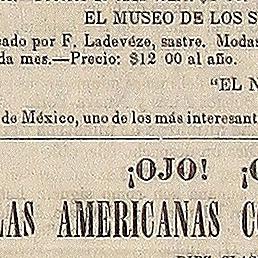 EL MUSEO DE LOS S
cado por F. Ladevéze, sastre. Modas
da mes.—Precio: $12 00 al año.
"EL N
de México, uno de los más interesant
¡OJO! ¡O
LAS AMERICANAS C